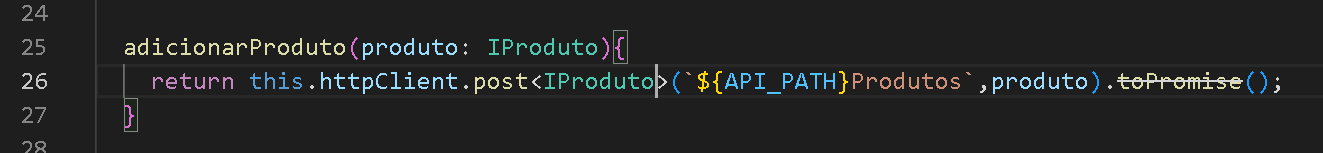 24
25 adicionarProduto(produto: IProduto){
26 return this.httpClient.post<IProduto>(`${API_PATH}Produtos`,produto).toPromise();
27 }
28